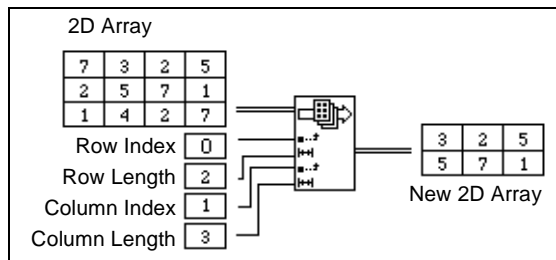 2D Array
7 3 2 5
2 5 7 1
1 4 2 7
Row Index 0
Row Length 2
Column Index 1
Column Length 3
3 2 5
5 7 1
New 2D Array